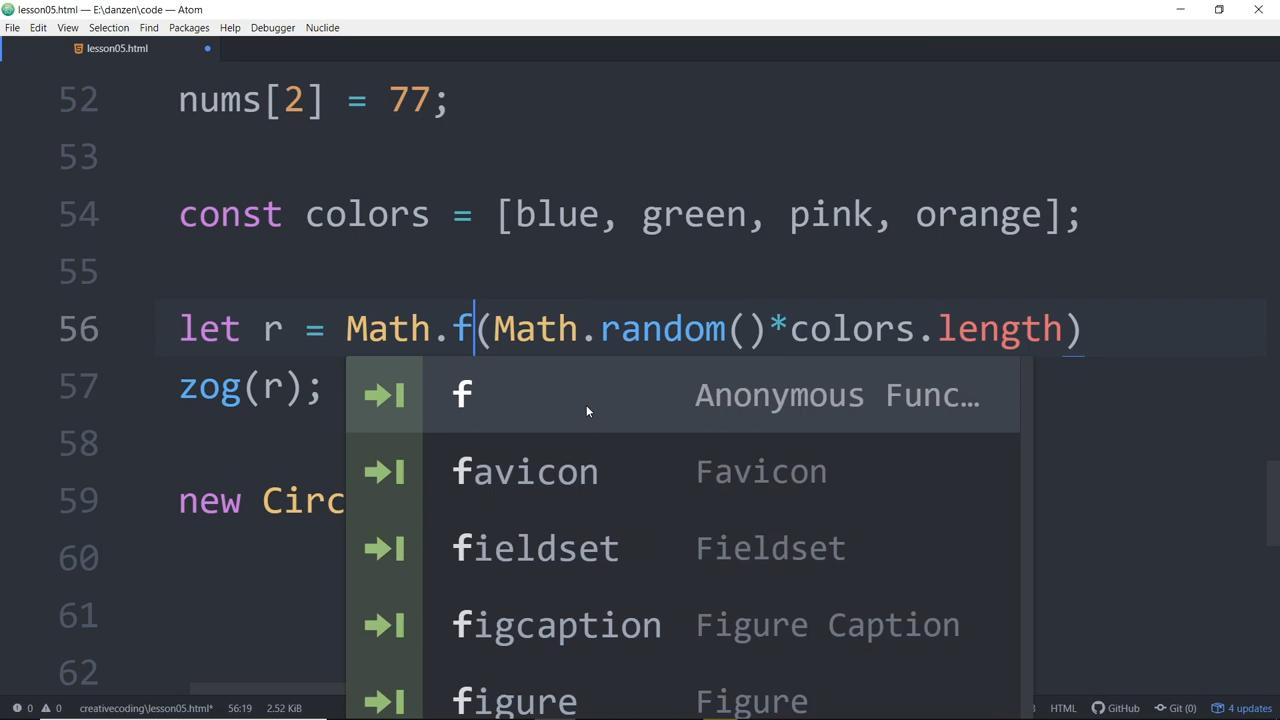 lesson05.html — E:\danzen\code — Atom
File Edit View Selection Find Packages Help Debugger Nuclide
lesson05.html
52 nums[2] = 77;
53
54 const colors = [blue, green, pink, orange];
55
56 let r = Math.f(Math.random()*colors.length)
57 zog(r);
f Anonymous Func…
58
favicon Favicon
59 new Circ
fieldset Fieldset
60
61
figcaption Figure Caption
62
figure Figure
0 0 creativecoding\lesson05.html* 56:19 2.52 KiB HTML GitHub Git (0) 4 updates